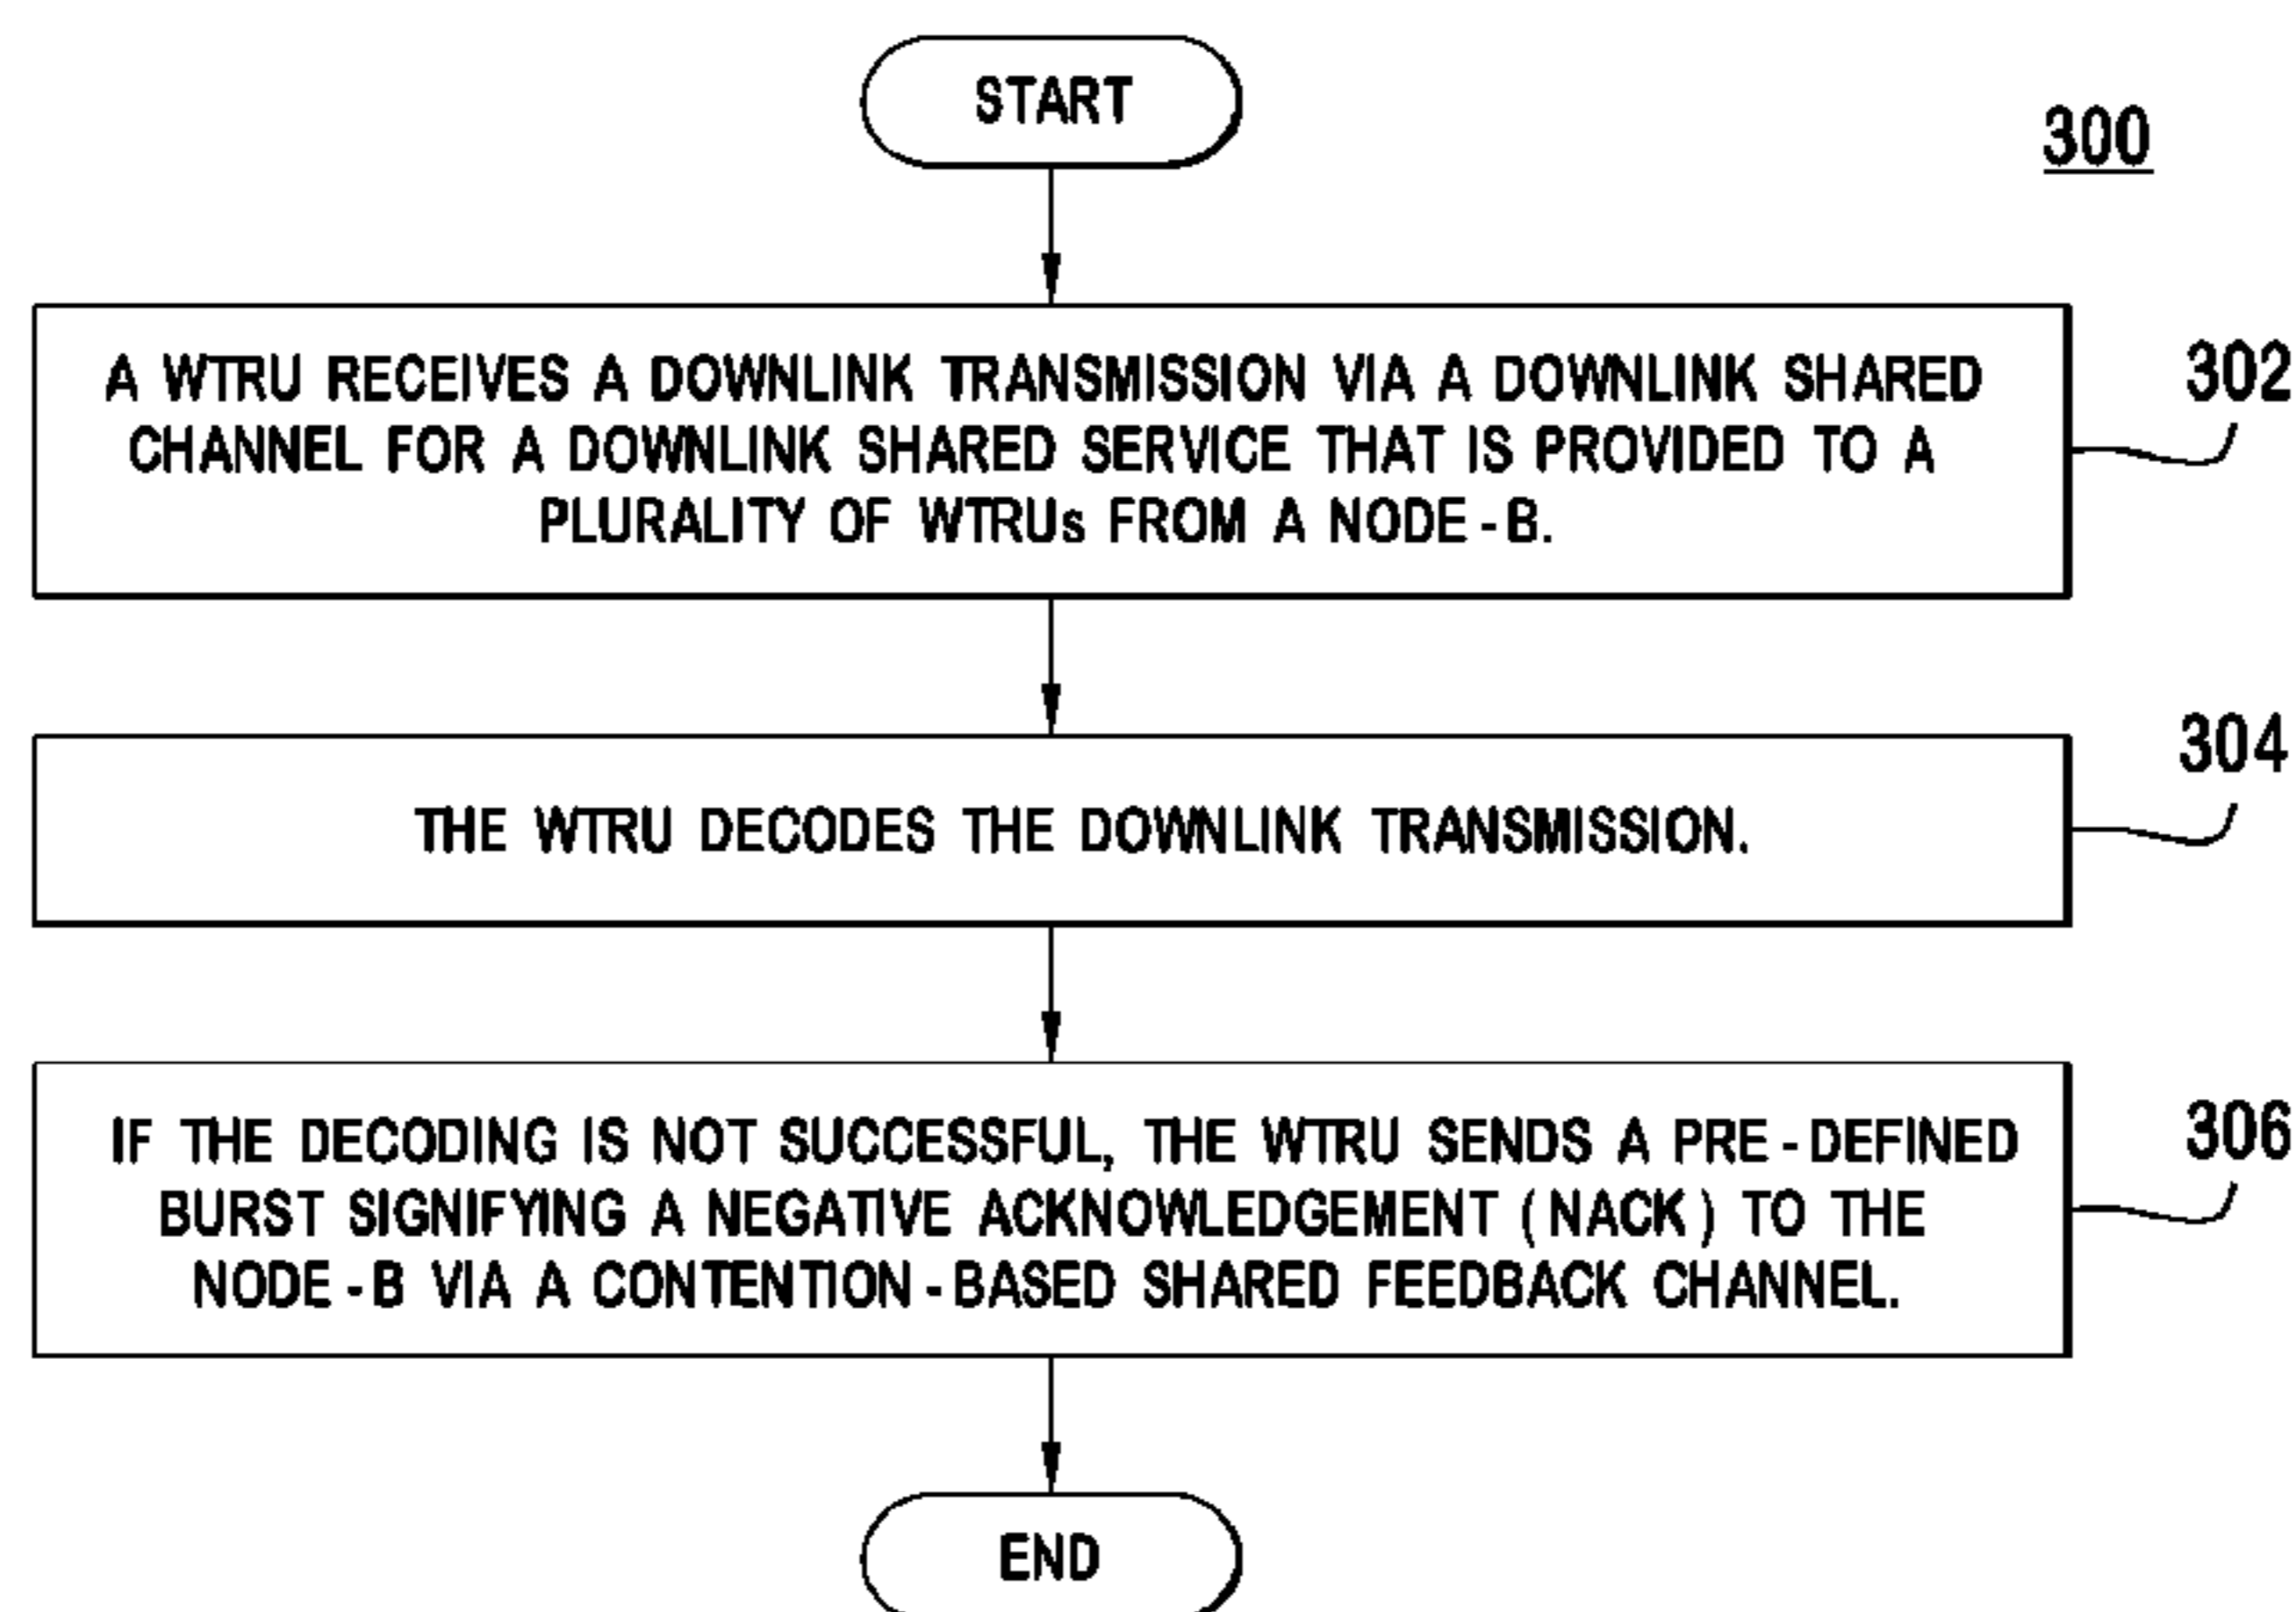 START
300
A WTRU RECEIVES A DOWNLINK TRANSMISSION VIA A DOWNLINK SHARED
CHANNEL FOR A DOWNLINK SHARED SERVICE THAT IS PROVIDED TO A
PLURALITY OF WTRUs FROM A NODE-B.
302
THE WTRU DECODES THE DOWNLINK TRANSMISSION.
304
IF THE DECODING IS NOT SUCCESSFUL, THE WTRU SENDS A PRE-DEFINED
BURST SIGNIFYING A NEGATIVE ACKNOWLEDGEMENT (NACK) TO THE
NODE-B VIA A CONTENTION-BASED SHARED FEEDBACK CHANNEL.
306
END